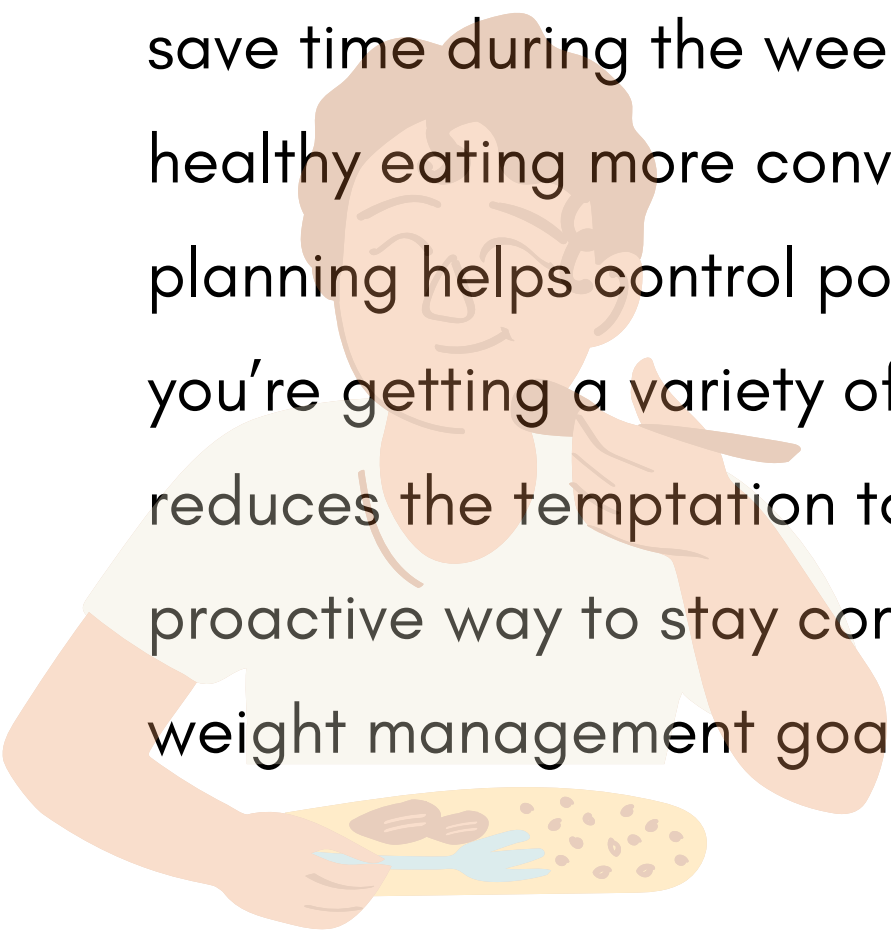 save time during the wee
healthy eating more conv
planning helps control po
you’re getting a variety of
reduces the temptation to
proactive way to stay con
weight management goa